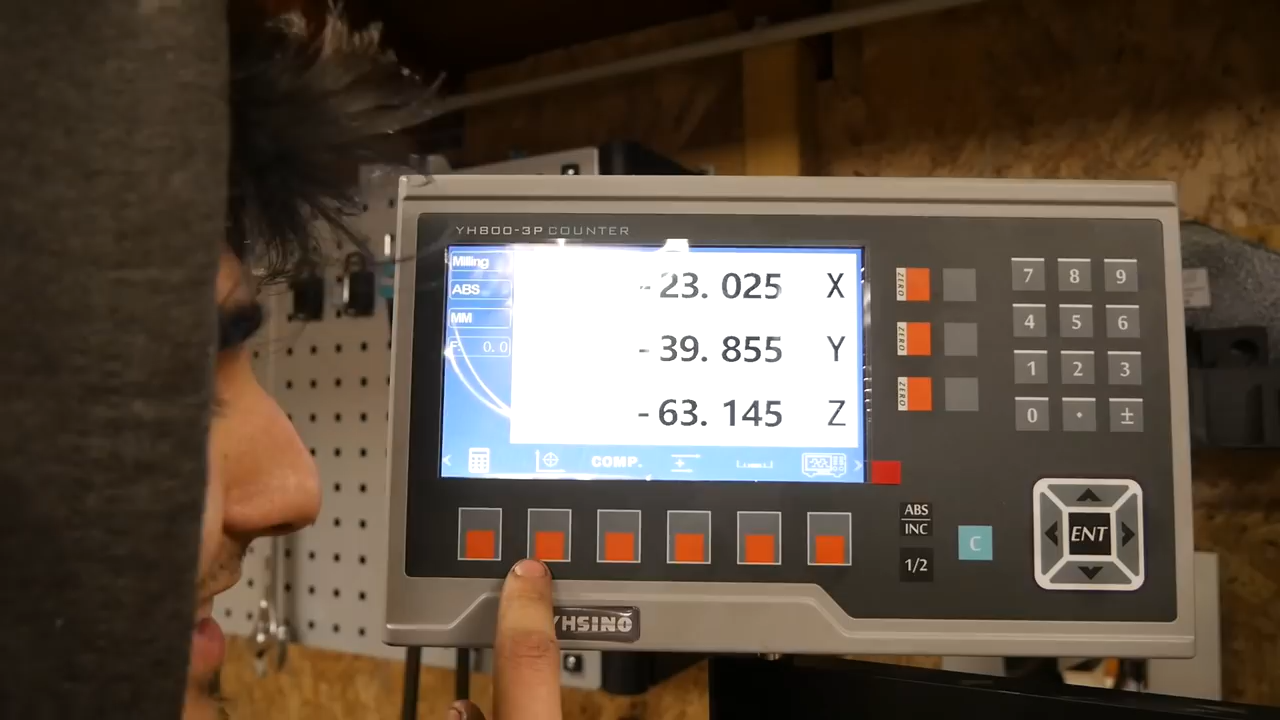 YH800-3P COUNTER
Milling
ABS
MM
F: 0.0
-23.025 X
-39.855 Y
-63.145 Z
COMP.
ZERO
ZERO
ZERO
7 8 9
4 5 6
1 2 3
0 . ±
ABS
INC
1/2
C
ENT
YHSINO